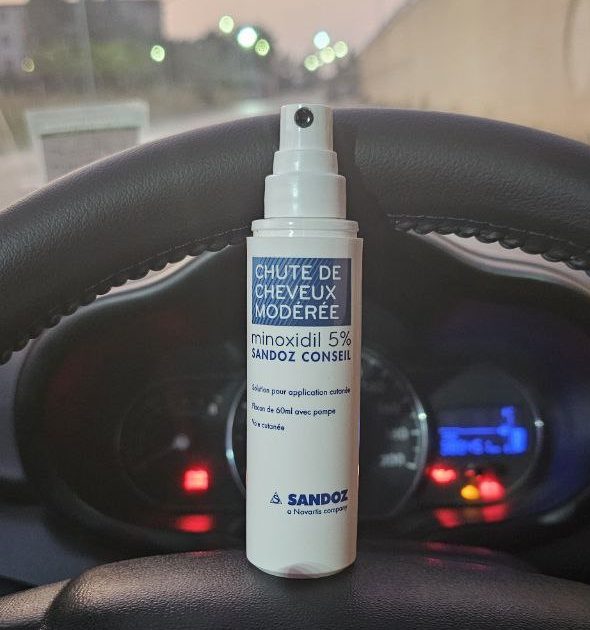 CHUTE DE
CHEVEUX
MODÉRÉE
minoxidil 5%
SANDOZ CONSEIL
Solution pour application cutanée
Flacon de 60ml avec pompe
Voie cutanée
SANDOZ
a Novartis company